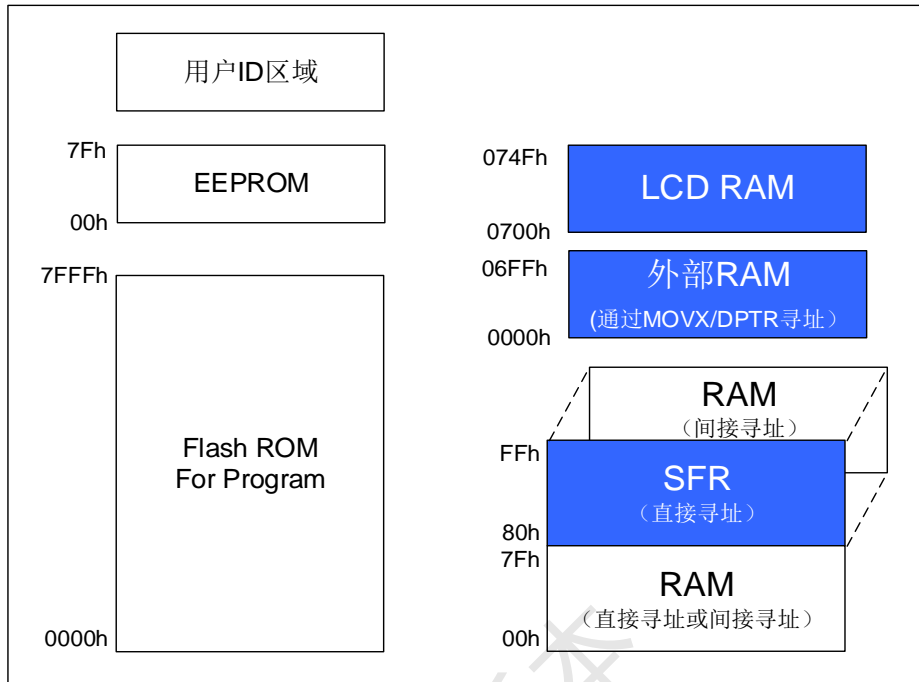 用户ID区域
7Fh
EEPROM
00h
7FFFh
Flash ROM
For Program
0000h
074Fh
LCD RAM
0700h
06FFh
外部RAM
(通过MOVX/DPTR寻址）
0000h
RAM
（间接寻址）
FFh
SFR
（直接寻址）
80h
7Fh
RAM
（直接寻址或间接寻址）
00h
本